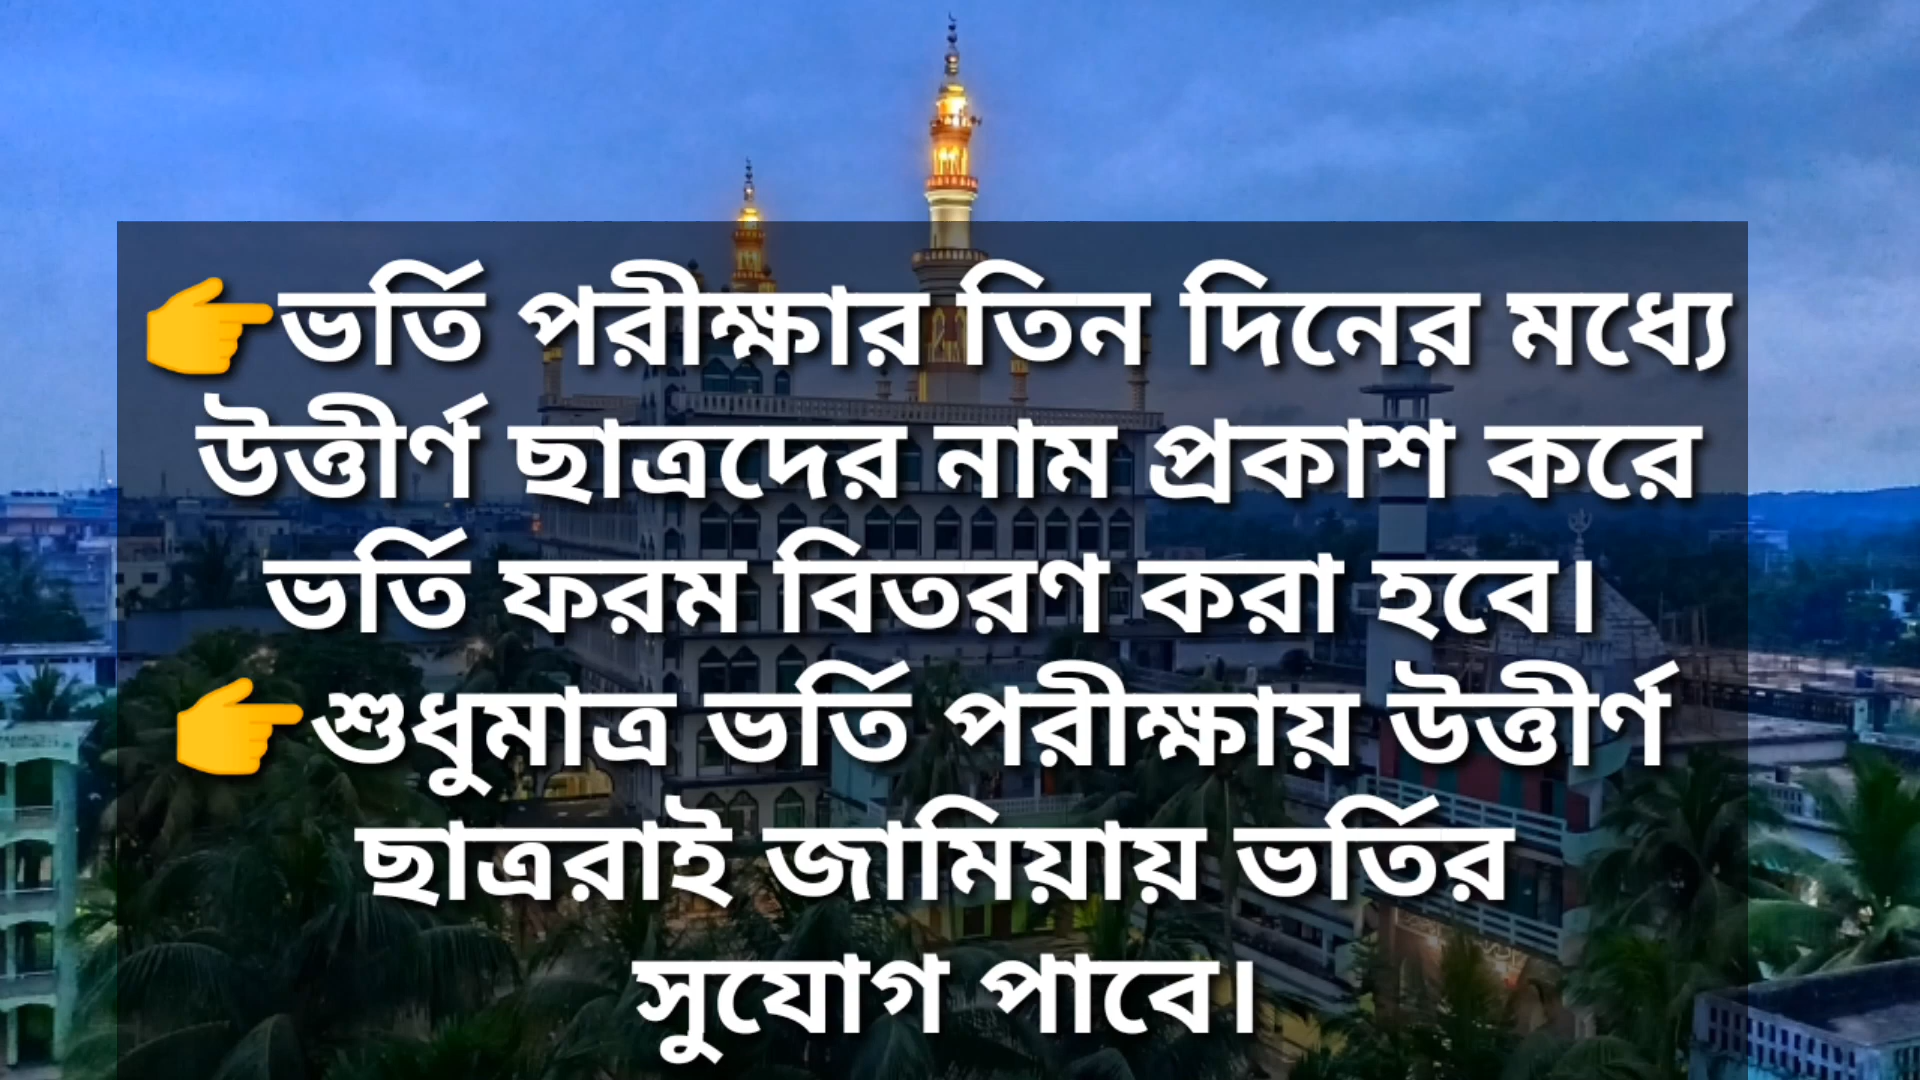 👉ভর্তি পরীক্ষার তিন দিনের মধ্যে
উত্তীর্ণ ছাত্রদের নাম প্রকাশ করে
ভর্তি ফরম বিতরণ করা হবে।
👉শুধুমাত্র ভর্তি পরীক্ষায় উত্তীর্ণ
ছাত্ররাই জামিয়ায় ভর্তির
সুযোগ পাবে।